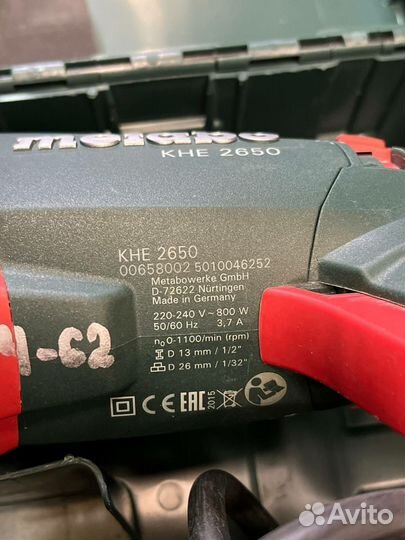 metabo
KHE 2650
KHE 2650
00658002 5010046252
Metabowerke GmbH
D-72622 Nürtingen
Made in Germany
220-240 V ~ 800 W
50/60 Hz 3,7 A
n₀ 0-1100/min (rpm)
D 13 mm / 1/2"
D 26 mm / 1/32"
CE EAC 2015
1-62
Avito